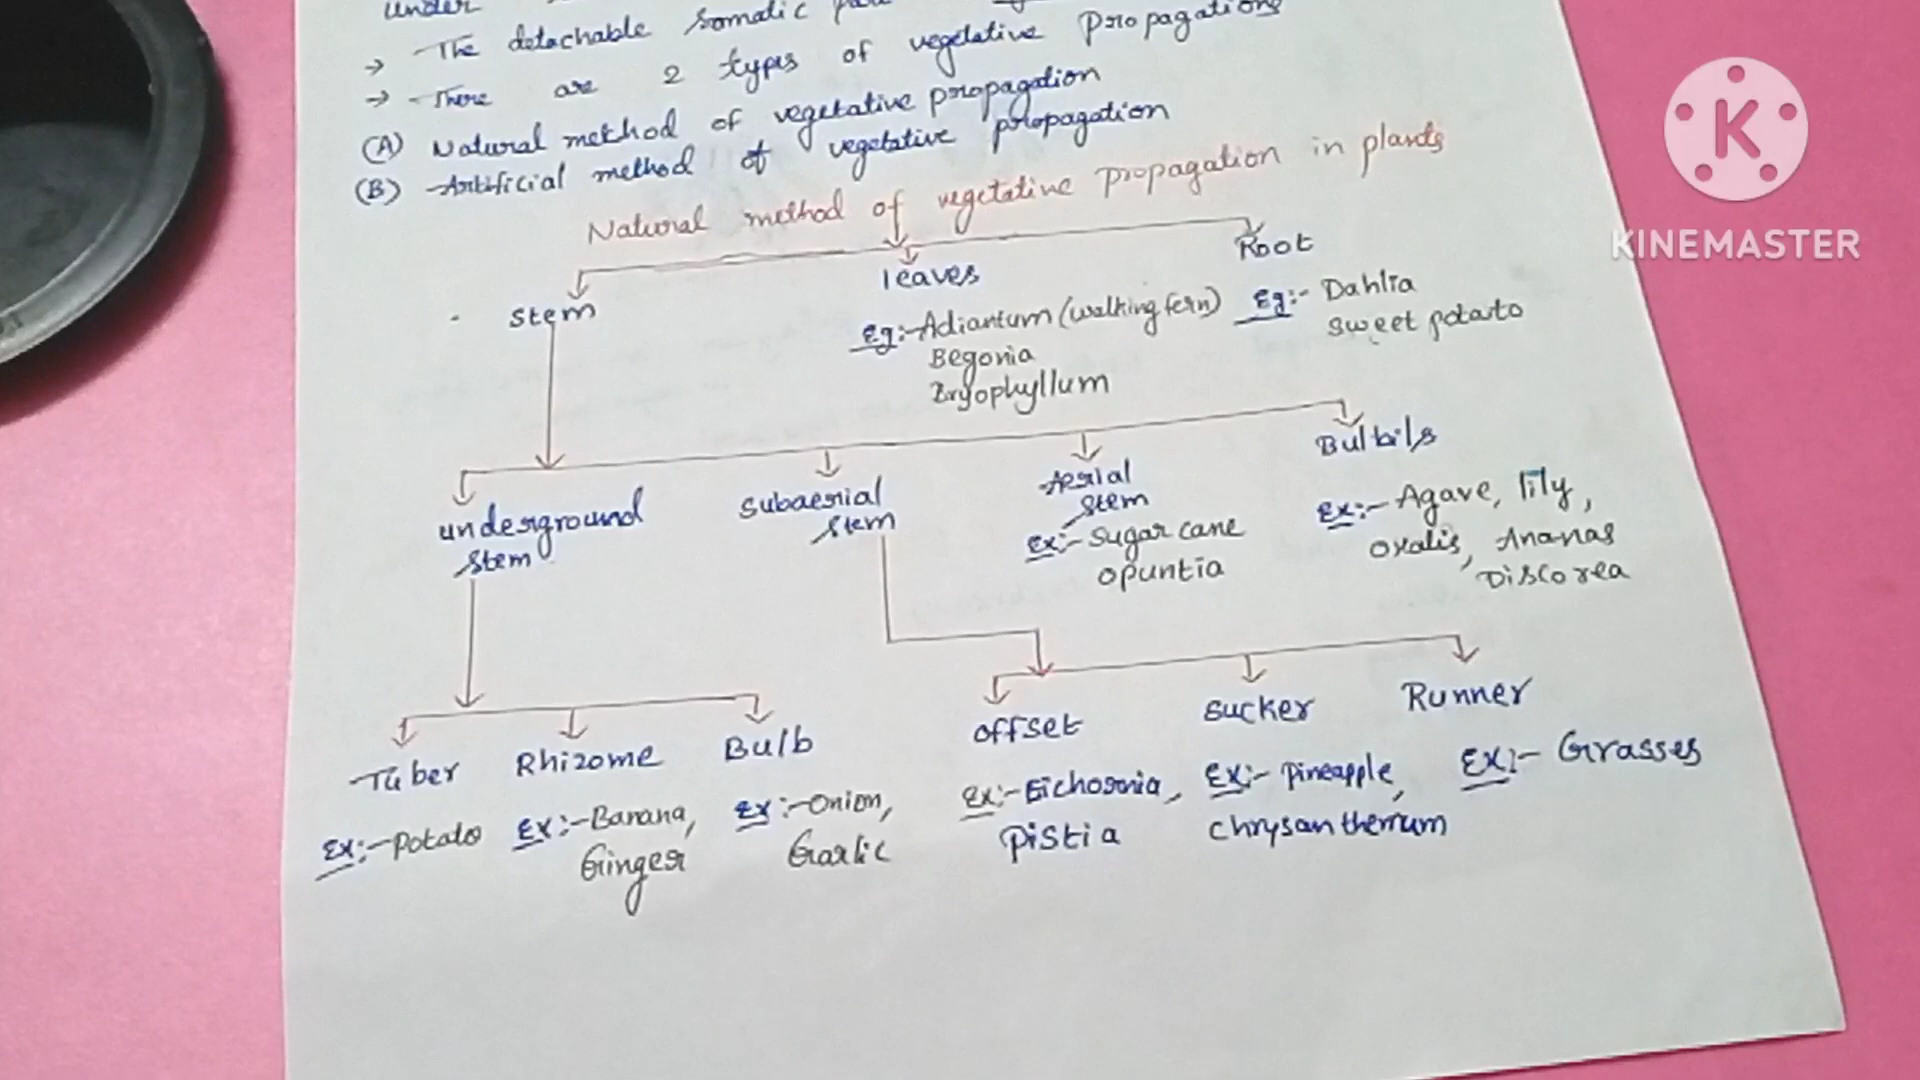 under
→ The detachable somatic
→ There are 2 types of vegetative propagations
(A) Natural method of vegetative propagation
(B) Artificial method of vegetative propagation
Natural method of vegetative propagation in plants
Stem
leaves
Root
Eg:- Adiantum (walking fern)
Begonia
Bryophyllum
Eg:- Dahlia
sweet potato
underground
stem
subaerial
stem
Aerial
stem
Ex:- Sugar cane
opuntia
Bulbils
Ex:- Agave, lily,
oxalis, Ananas
Discorea
Tuber
Ex:- Potato
Rhizome
Ex:- Banana,
Ginger
Bulb
Ex:- Onion,
Garlic
offset
Ex:- Eichornia,
Pistia
sucker
Ex:- Pineapple,
chrysanthemum
Runner
Ex:- Grasses
K
KINEMASTER